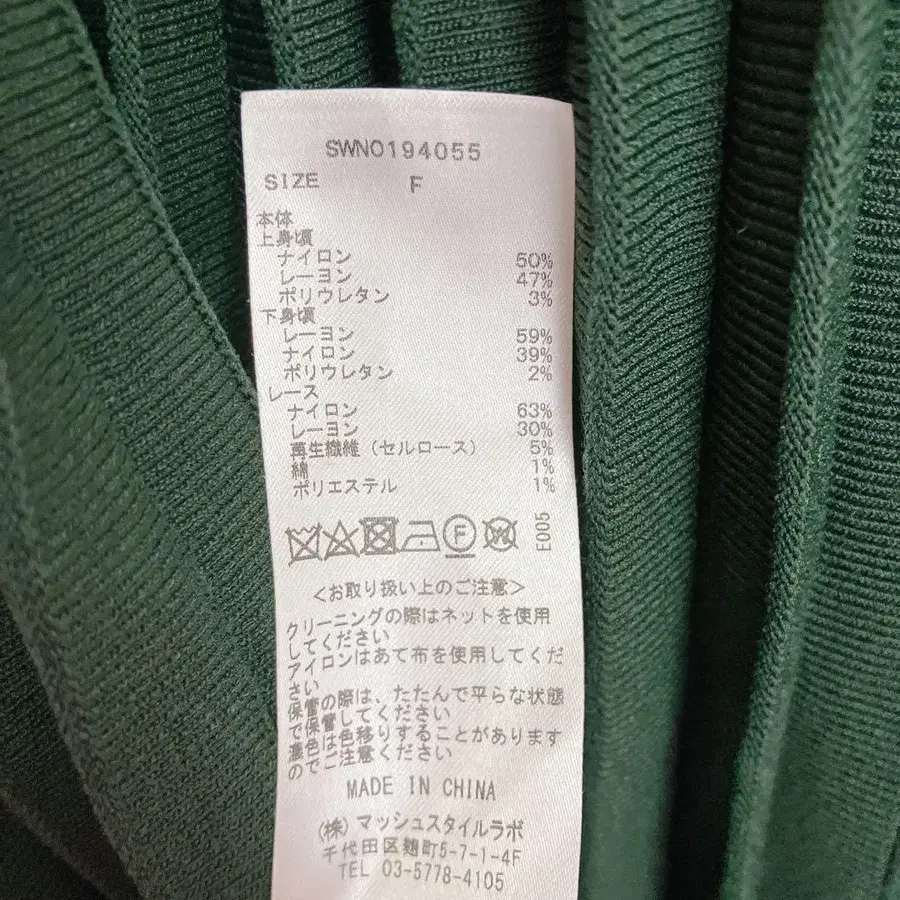 SWNO194055
SIZE F
本体
上身頃
ナイロン 50%
レーヨン 47%
ポリウレタン 3%
下身頃
レーヨン 59%
ナイロン 39%
ポリウレタン 2%
レース
ナイロン 63%
レーヨン 30%
再生繊維(セルロース) 5%
綿 1%
ポリエステル 1%
F W E005
<お取り扱い上のご注意>
クリーニングの際はネットを使用
してください
アイロンはあて布を使用してくだ
さい
保管の際は、たたんで平らな状態
で保管してください
濃色は色移りすることがあります
のでご注意ください
MADE IN CHINA
(株)マッシュスタイルラボ
千代田区麹町5-7-1-4F
TEL 03-5778-4105